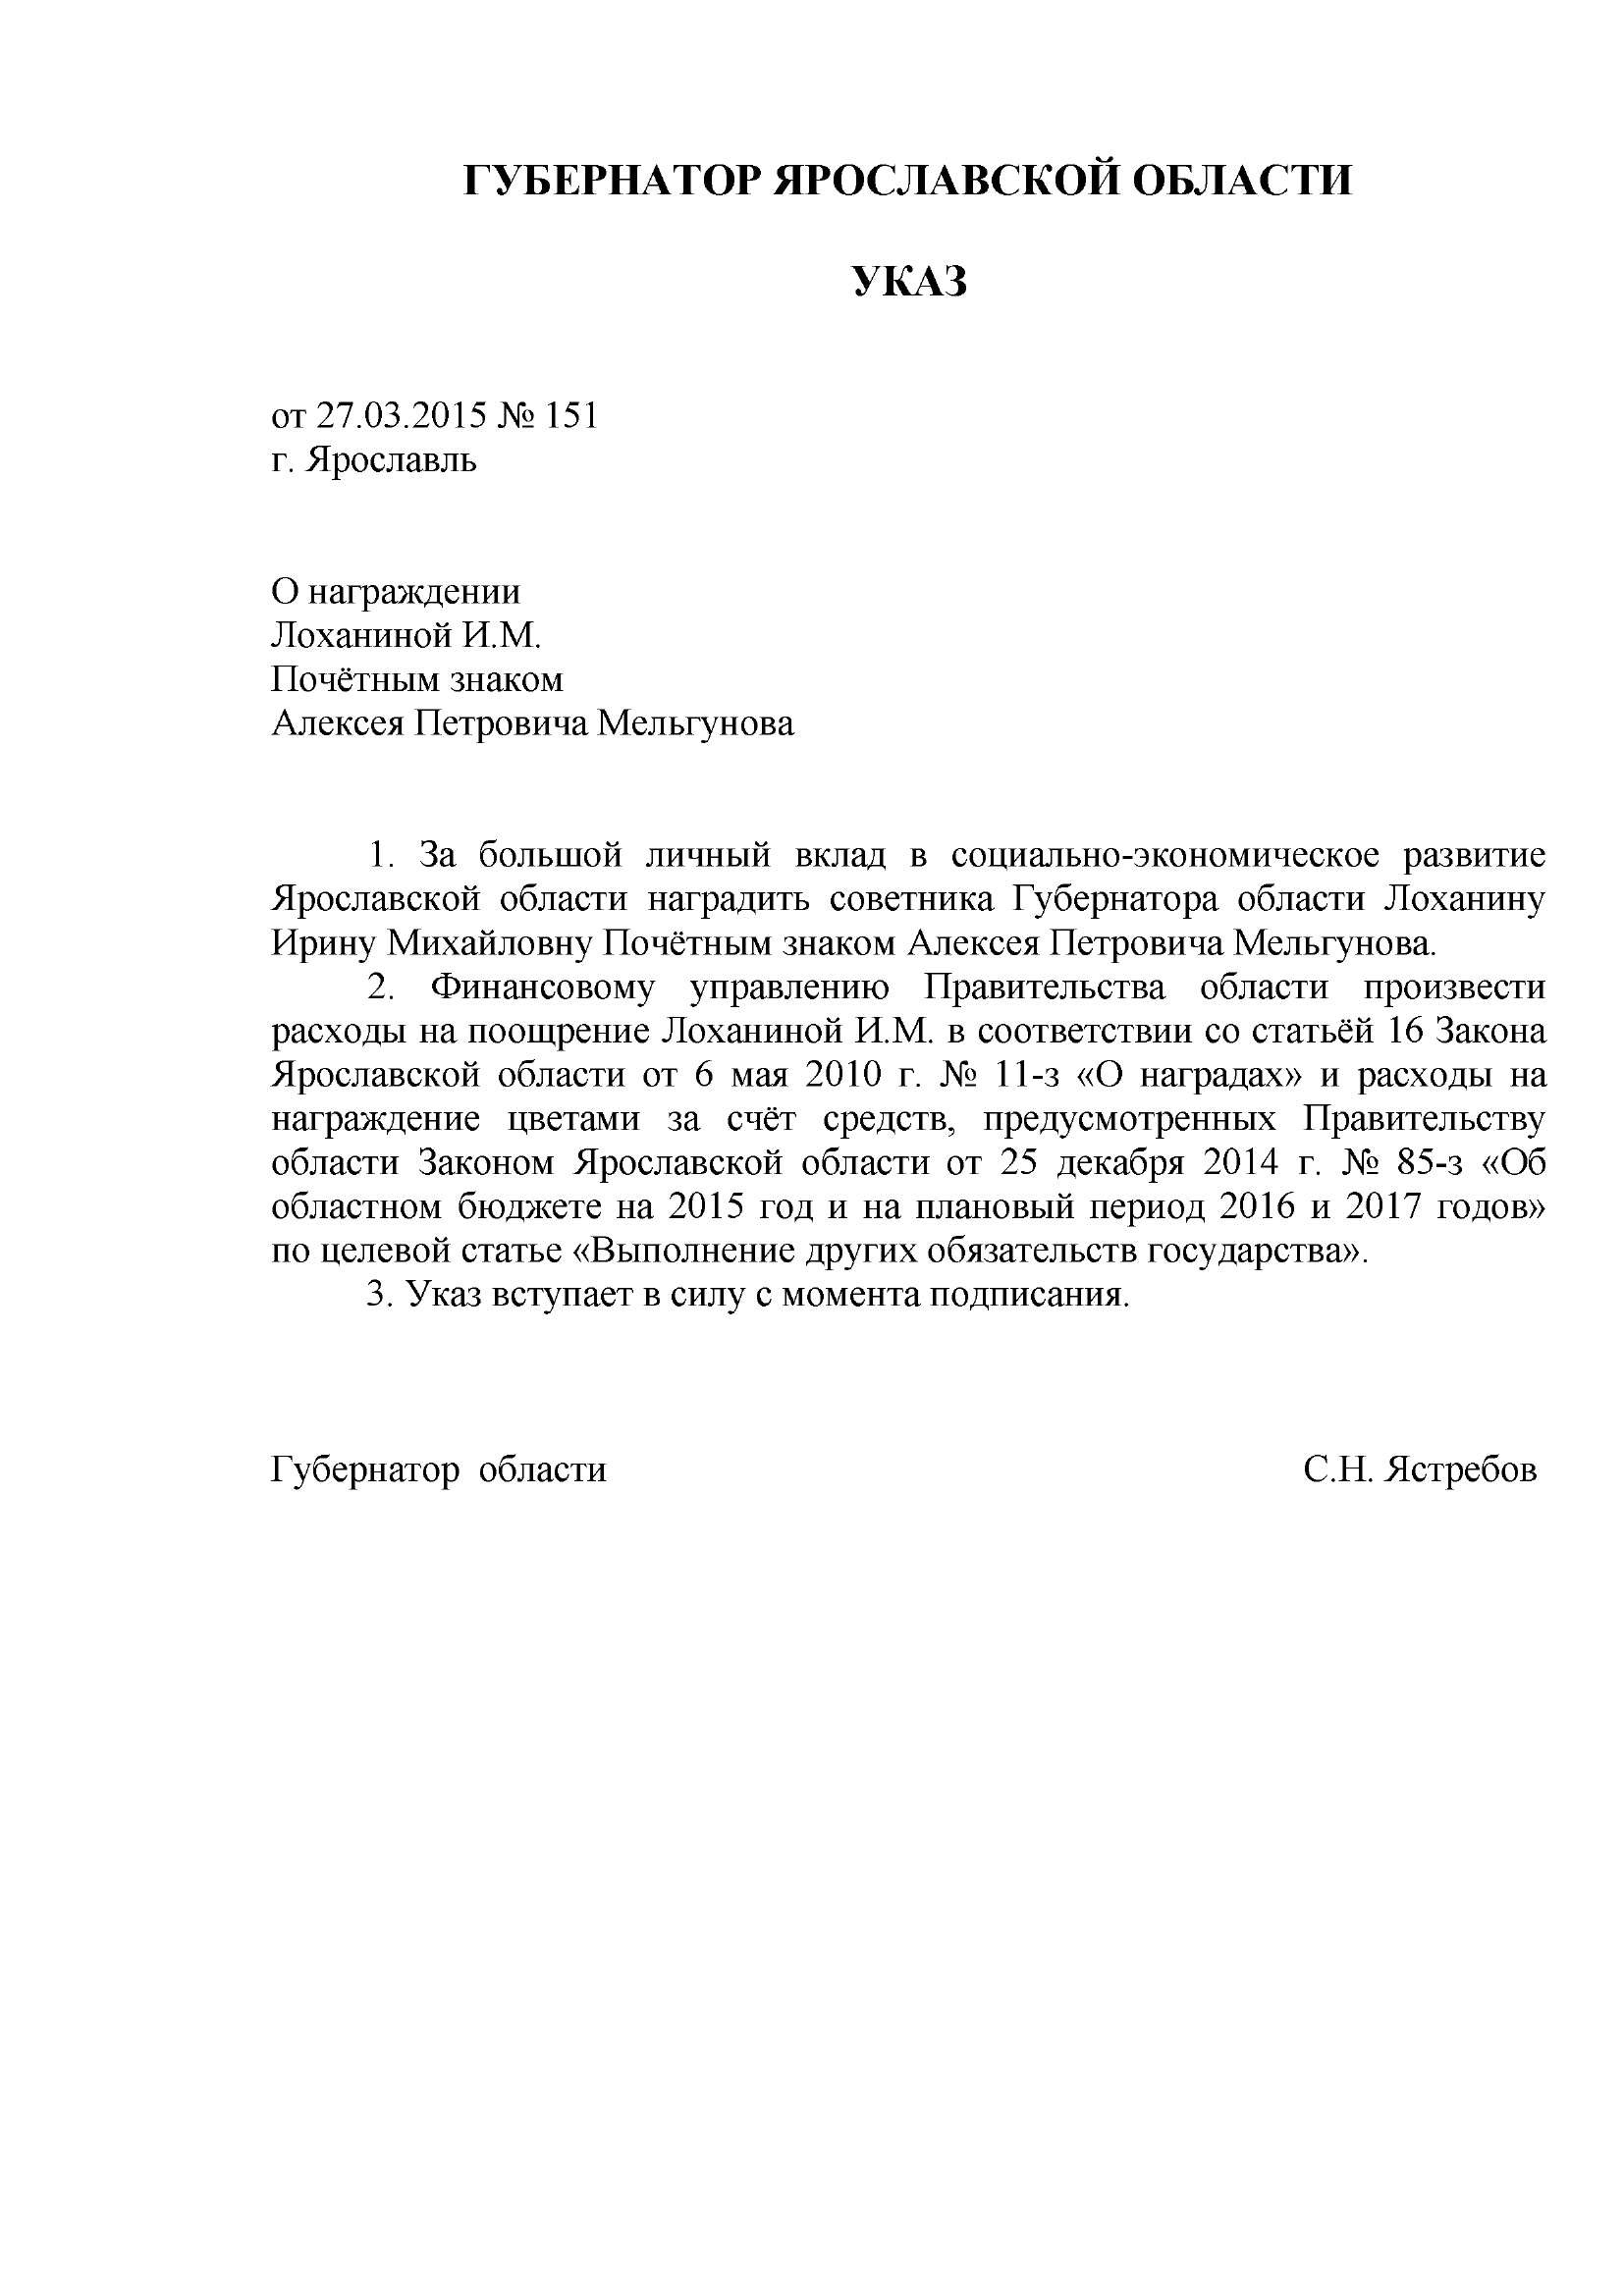 ГУБЕРНАТОР ЯРОСЛАВСКОЙ ОБЛАСТИ
УКАЗ
от 27.03.2015 № 151
г. Ярославль
О награждении
Лоханиной И.М.
Почётным знаком
Алексея Петровича Мельгунова
1. За большой личный вклад в социально-экономическое развитие
Ярославской области наградить советника Губернатора области Лоханину
Ирину Михайловну Почётным знаком Алексея Петровича Мельгунова.
2. Финансовому управлению Правительства области произвести
расходы на поощрение Лоханиной И.М. в соответствии со статьёй 16 Закона
Ярославской области от 6 мая 2010 г. № 11-з «О наградах» и расходы на
награждение цветами за счёт средств, предусмотренных Правительству
области Законом Ярославской области от 25 декабря 2014 г. № 85-з «Об
областном бюджете на 2015 год и на плановый период 2016 и 2017 годов»
по целевой статье «Выполнение других обязательств государства».
3. Указ вступает в силу с момента подписания.
Губернатор области С.Н. Ястребов